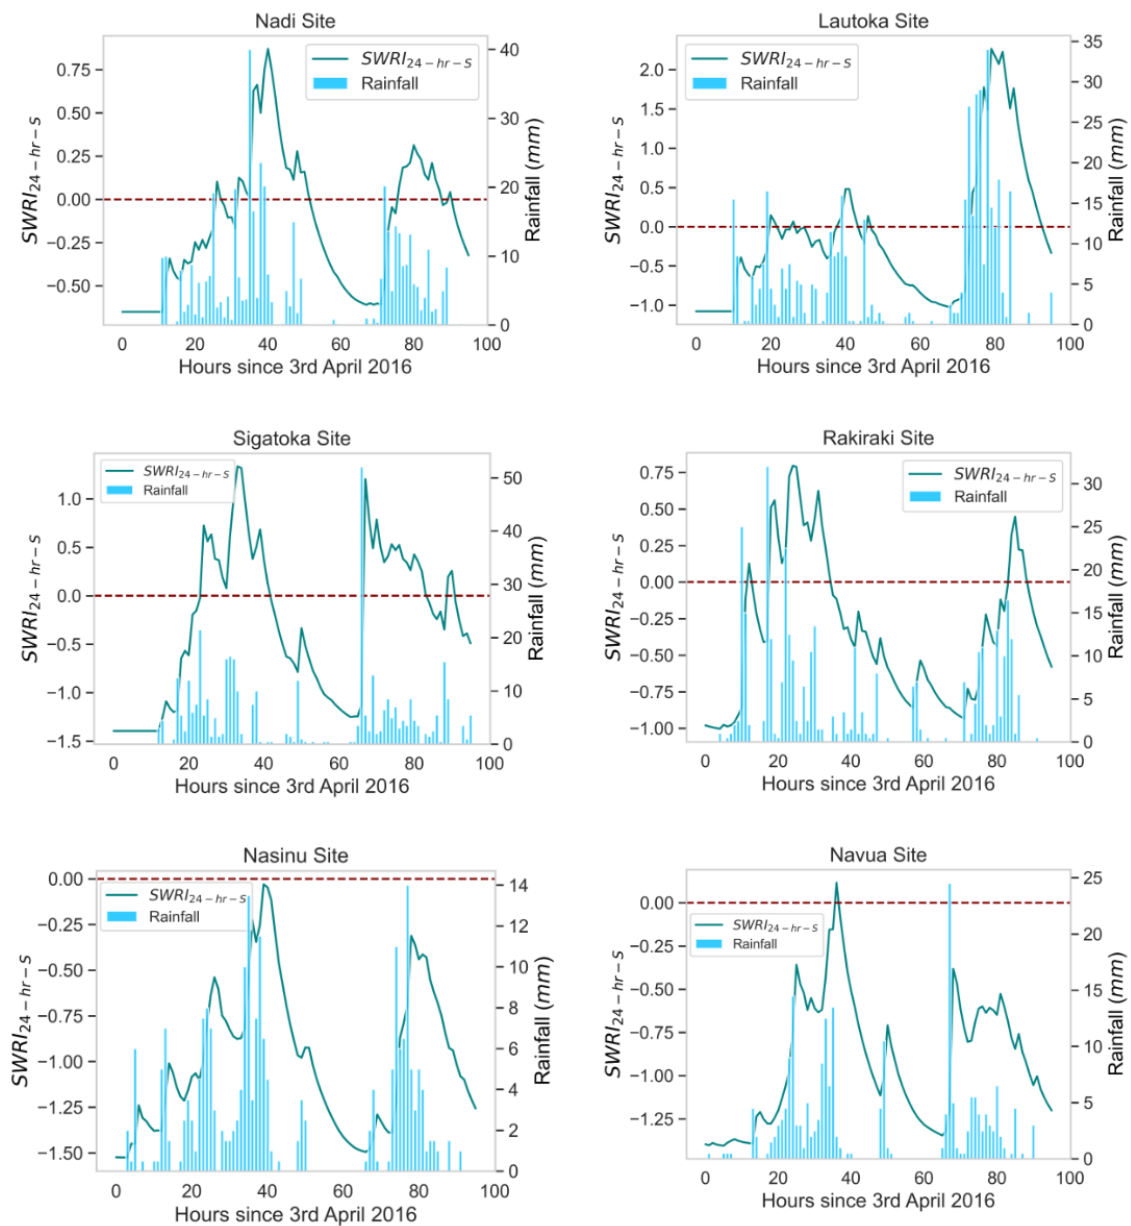 Nadi Site
SWRI24−hr−S
Rainfall
0.75
0.50
0.25
0.00
−0.25
−0.50
SWRI24−hr−S
40
30
20
10
0
Rainfall (mm)
0 20 40 60 80 100
Hours since 3rd April 2016
Lautoka Site
SWRI24−hr−S
Rainfall
2.0
1.5
1.0
0.5
0.0
−0.5
−1.0
SWRI24−hr−S
35
30
25
20
15
10
5
0
Rainfall (mm)
0 20 40 60 80 100
Hours since 3rd April 2016
Sigatoka Site
SWRI24−hr−S
Rainfall
1.0
0.5
0.0
−0.5
−1.0
−1.5
SWRI24−hr−S
50
40
30
20
10
0
Rainfall (mm)
0 20 40 60 80 100
Hours since 3rd April 2016
Rakiraki Site
SWRI24−hr−S
Rainfall
0.75
0.50
0.25
0.00
−0.25
−0.50
−0.75
−1.00
SWRI24−hr−S
30
25
20
15
10
5
0
Rainfall (mm)
0 20 40 60 80 100
Hours since 3rd April 2016
Nasinu Site
SWRI24−hr−S
Rainfall
0.00
−0.25
−0.50
−0.75
−1.00
−1.25
−1.50
SWRI24−hr−S
14
12
10
8
6
4
2
0
Rainfall (mm)
0 20 40 60 80 100
Hours since 3rd April 2016
Navua Site
SWRI24−hr−S
Rainfall
0.00
−0.25
−0.50
−0.75
−1.00
−1.25
SWRI24−hr−S
25
20
15
10
5
0
Rainfall (mm)
0 20 40 60 80 100
Hours since 3rd April 2016